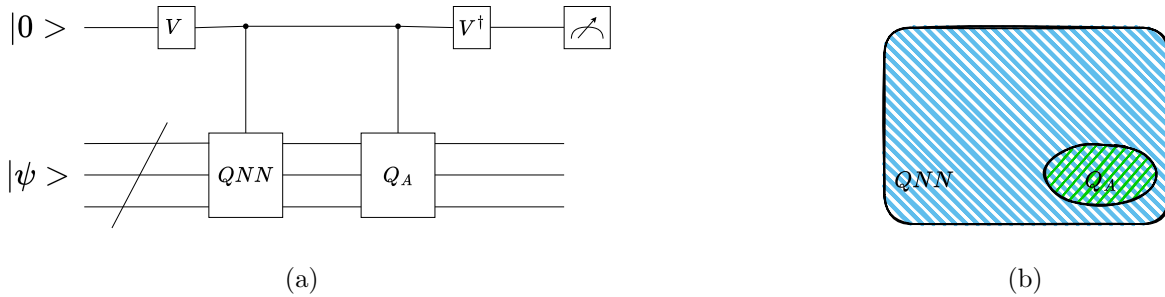 |0 > V V†
|ψ > QNN Q_A
QNN Q_A
(a) (b)